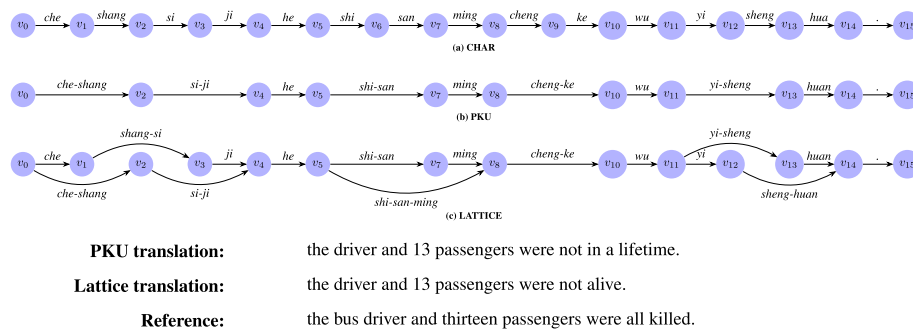 che shang si ji he shi san ming cheng ke wu yi sheng hua .
v0 v1 v2 v3 v4 v5 v6 v7 v8 v9 v10 v11 v12 v13 v14 v15
(a) CHAR
che-shang si-ji he shi-san ming cheng-ke wu yi-sheng huan .
v0 v2 v4 v5 v7 v8 v10 v11 v13 v14 v15
(b) PKU
shang-si yi-sheng
che ji he shi-san ming cheng-ke wu yi huan .
v0 v1 v2 v3 v4 v5 v7 v8 v10 v11 v12 v13 v14 v15
che-shang si-ji shi-san-ming sheng-huan
(c) LATTICE
PKU translation: the driver and 13 passengers were not in a lifetime.
Lattice translation: the driver and 13 passengers were not alive.
Reference: the bus driver and thirteen passengers were all killed.